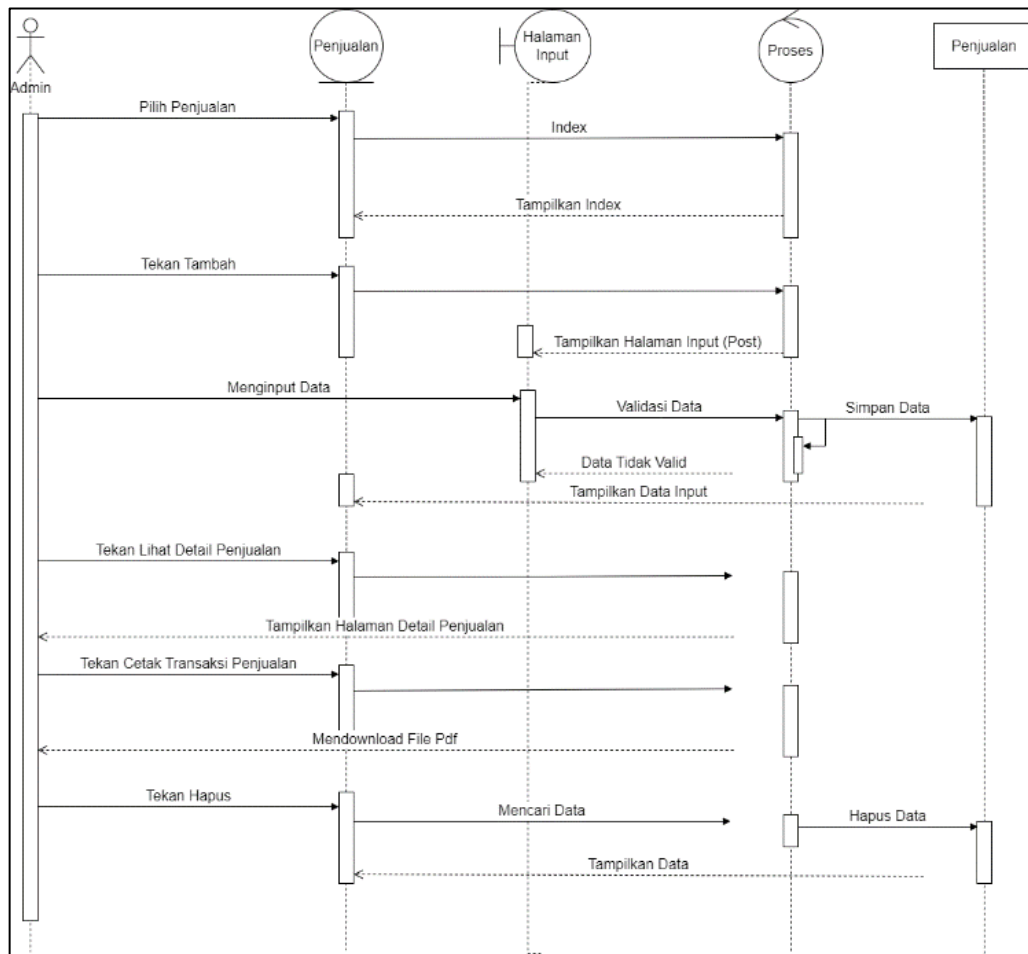 Penjualan
Halaman
Input
Proses
Penjualan
Admin
Pilih Penjualan
Index
Tampilkan Index
Tekan Tambah
Tampilkan Halaman Input (Post)
Menginput Data
Validasi Data
Simpan Data
Data Tidak Valid
Tampilkan Data Input
Tekan Lihat Detail Penjualan
Tampilkan Halaman Detail Penjualan
Tekan Cetak Transaksi Penjualan
Mendownload File Pdf
Tekan Hapus
Mencari Data
Hapus Data
Tampilkan Data